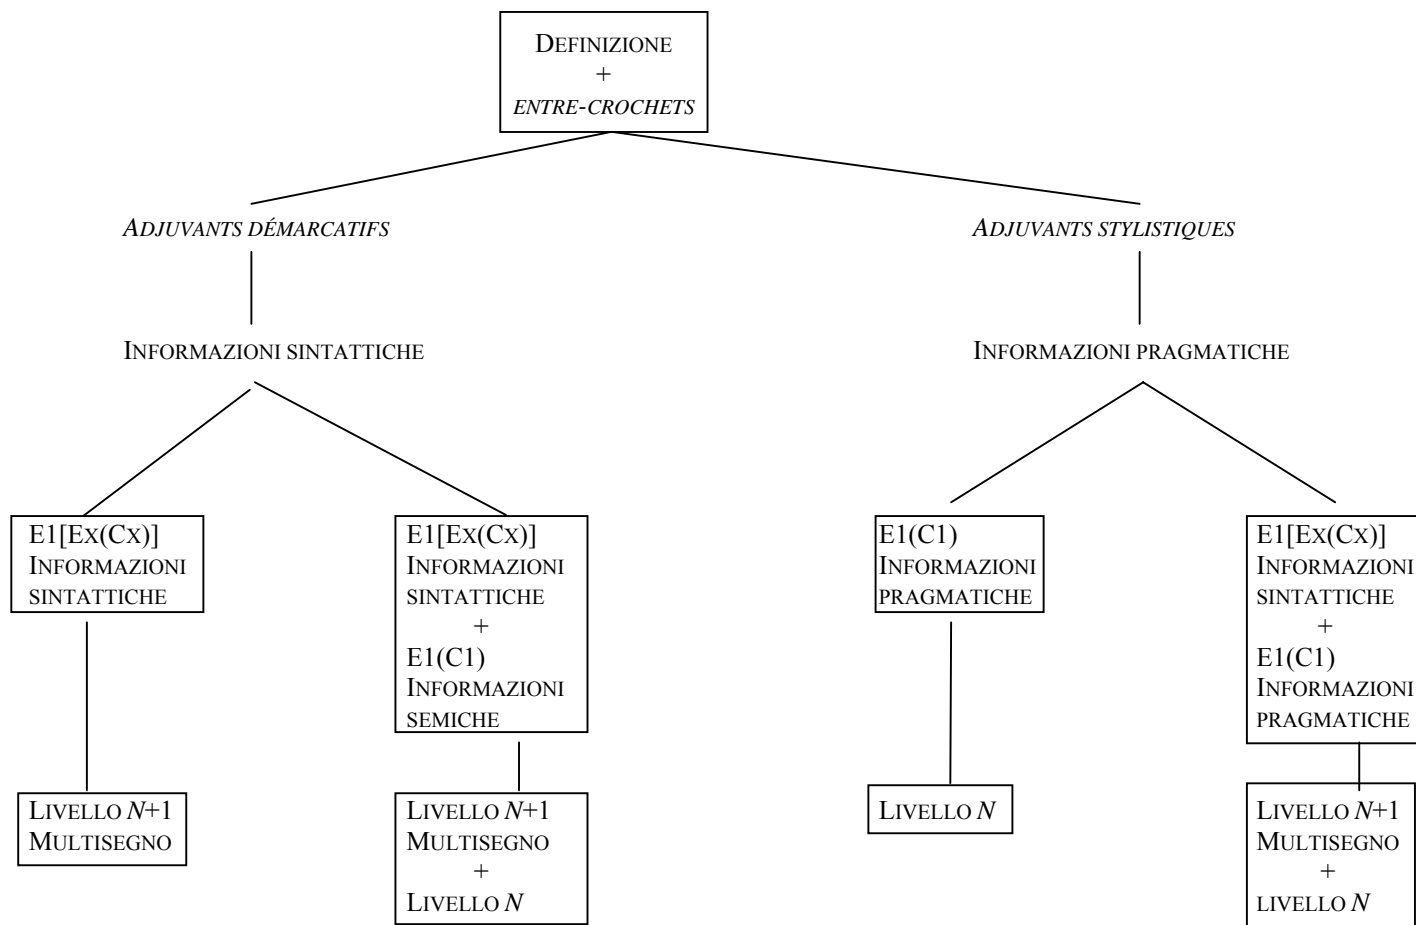 DEFINIZIONE
+
ENTRE-CROCHETS
ADJUVANTS DÉMARCATIFS
ADJUVANTS STYLISTIQUES
INFORMAZIONI SINTATTICHE
INFORMAZIONI PRAGMATICHE
E1[EX(CX)]
INFORMAZIONI
SINTATTICHE
E1[EX(CX)]
INFORMAZIONI
SINTATTICHE
+
E1(C1)
INFORMAZIONI
SEMICHE
E1(C1)
INFORMAZIONI
PRAGMATICHE
E1[EX(CX)]
INFORMAZIONI
SINTATTICHE
+
E1(C1)
INFORMAZIONI
PRAGMATICHE
LIVELLO N+1
MULTISEGNO
LIVELLO N+1
MULTISEGNO
+
LIVELLO N
LIVELLO N
LIVELLO N+1
MULTISEGNO
+
LIVELLO N